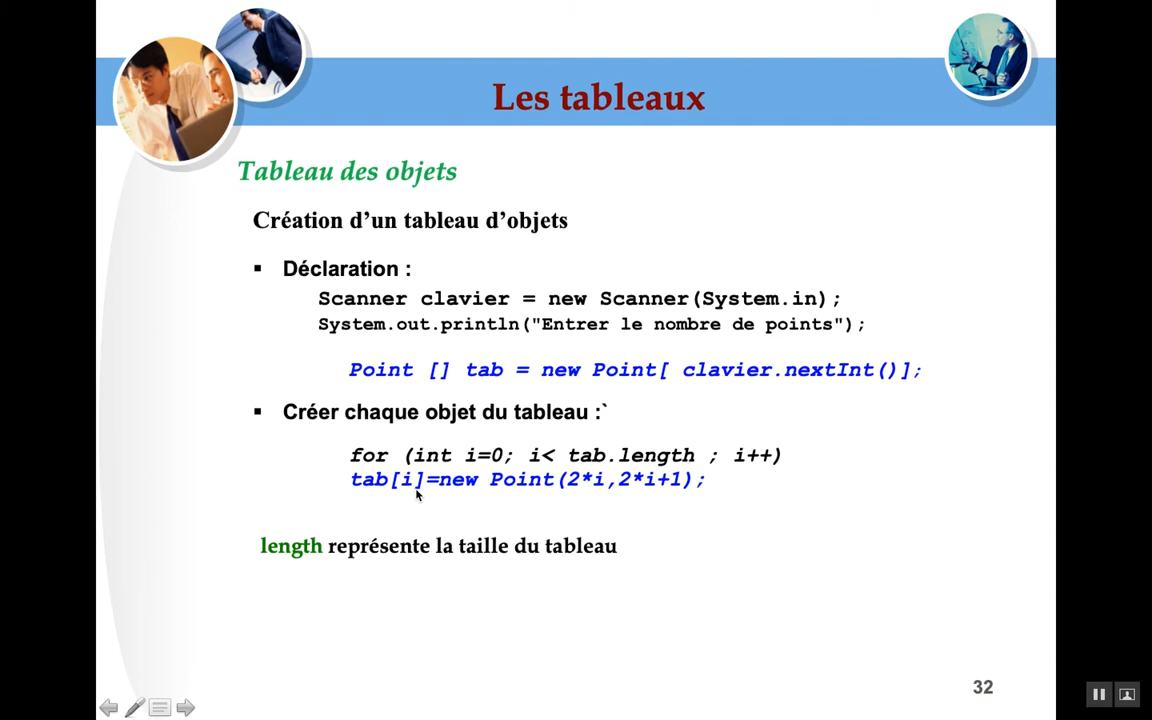 Les tableaux
Tableau des objets
Création d’un tableau d’objets
▪ Déclaration :
Scanner clavier = new Scanner(System.in);
System.out.println("Entrer le nombre de points");
Point [] tab = new Point[ clavier.nextInt()];
▪ Créer chaque objet du tableau :`
for (int i=0; i< tab.length ; i++)
tab[i]=new Point(2*i,2*i+1);
length représente la taille du tableau
32